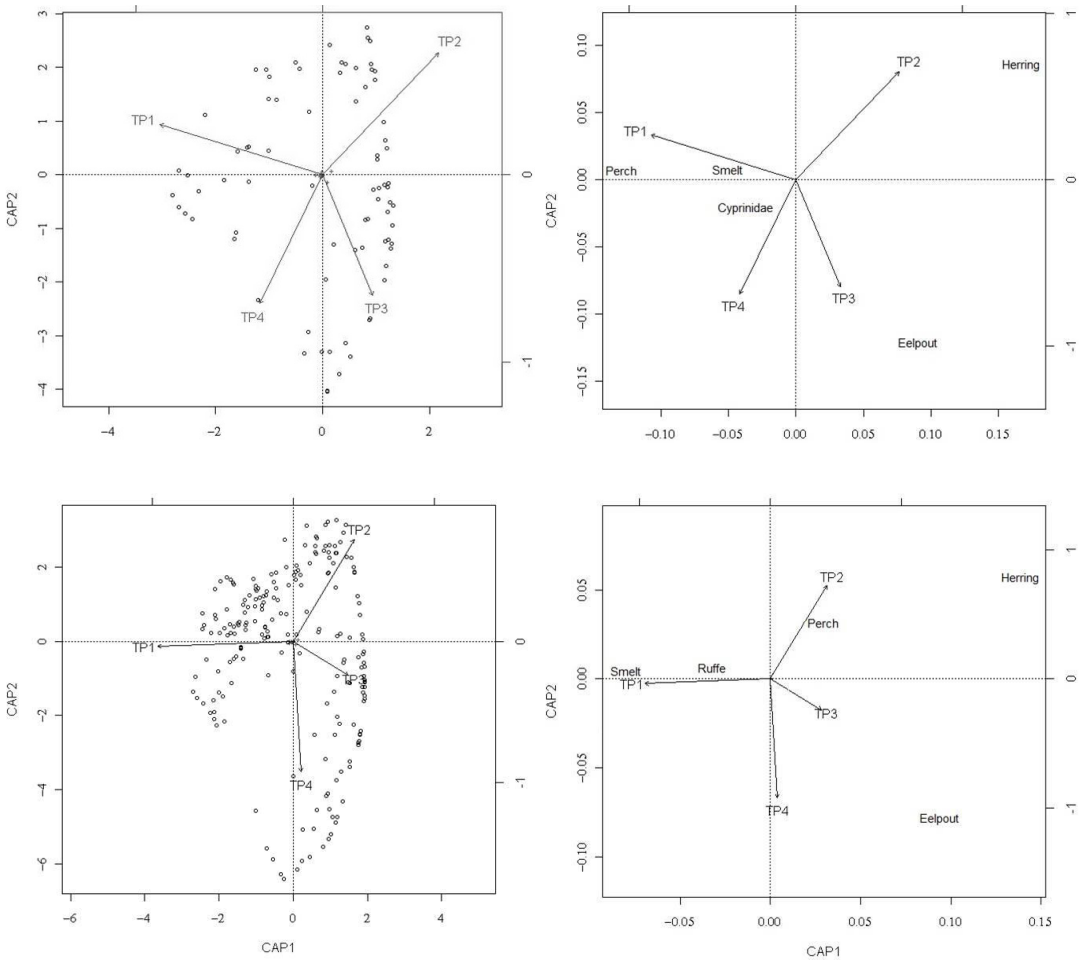 3
2
1
0
−1
−2
−3
−4
CAP2
TP1
TP2
TP3
TP4
0
-1
−4
−2
0
2
0.10
0.05
0.00
−0.05
−0.10
−0.15
CAP2
TP1
TP2
TP3
TP4
Herring
Perch
Smelt
Cyprinidae
Eelpout
1
0
-1
−0.10
−0.05
0.00
0.05
0.10
0.15
2
0
−2
−4
−6
CAP2
TP1
TP2
TP3
TP4
0
-1
−6
−4
−2
0
2
4
CAP1
0.05
0.00
−0.05
−0.10
CAP2
TP2
Herring
Perch
Smelt
Ruffe
TP1
TP3
TP4
Eelpout
1
0
-1
−0.05
0.00
0.05
0.10
0.15
CAP1